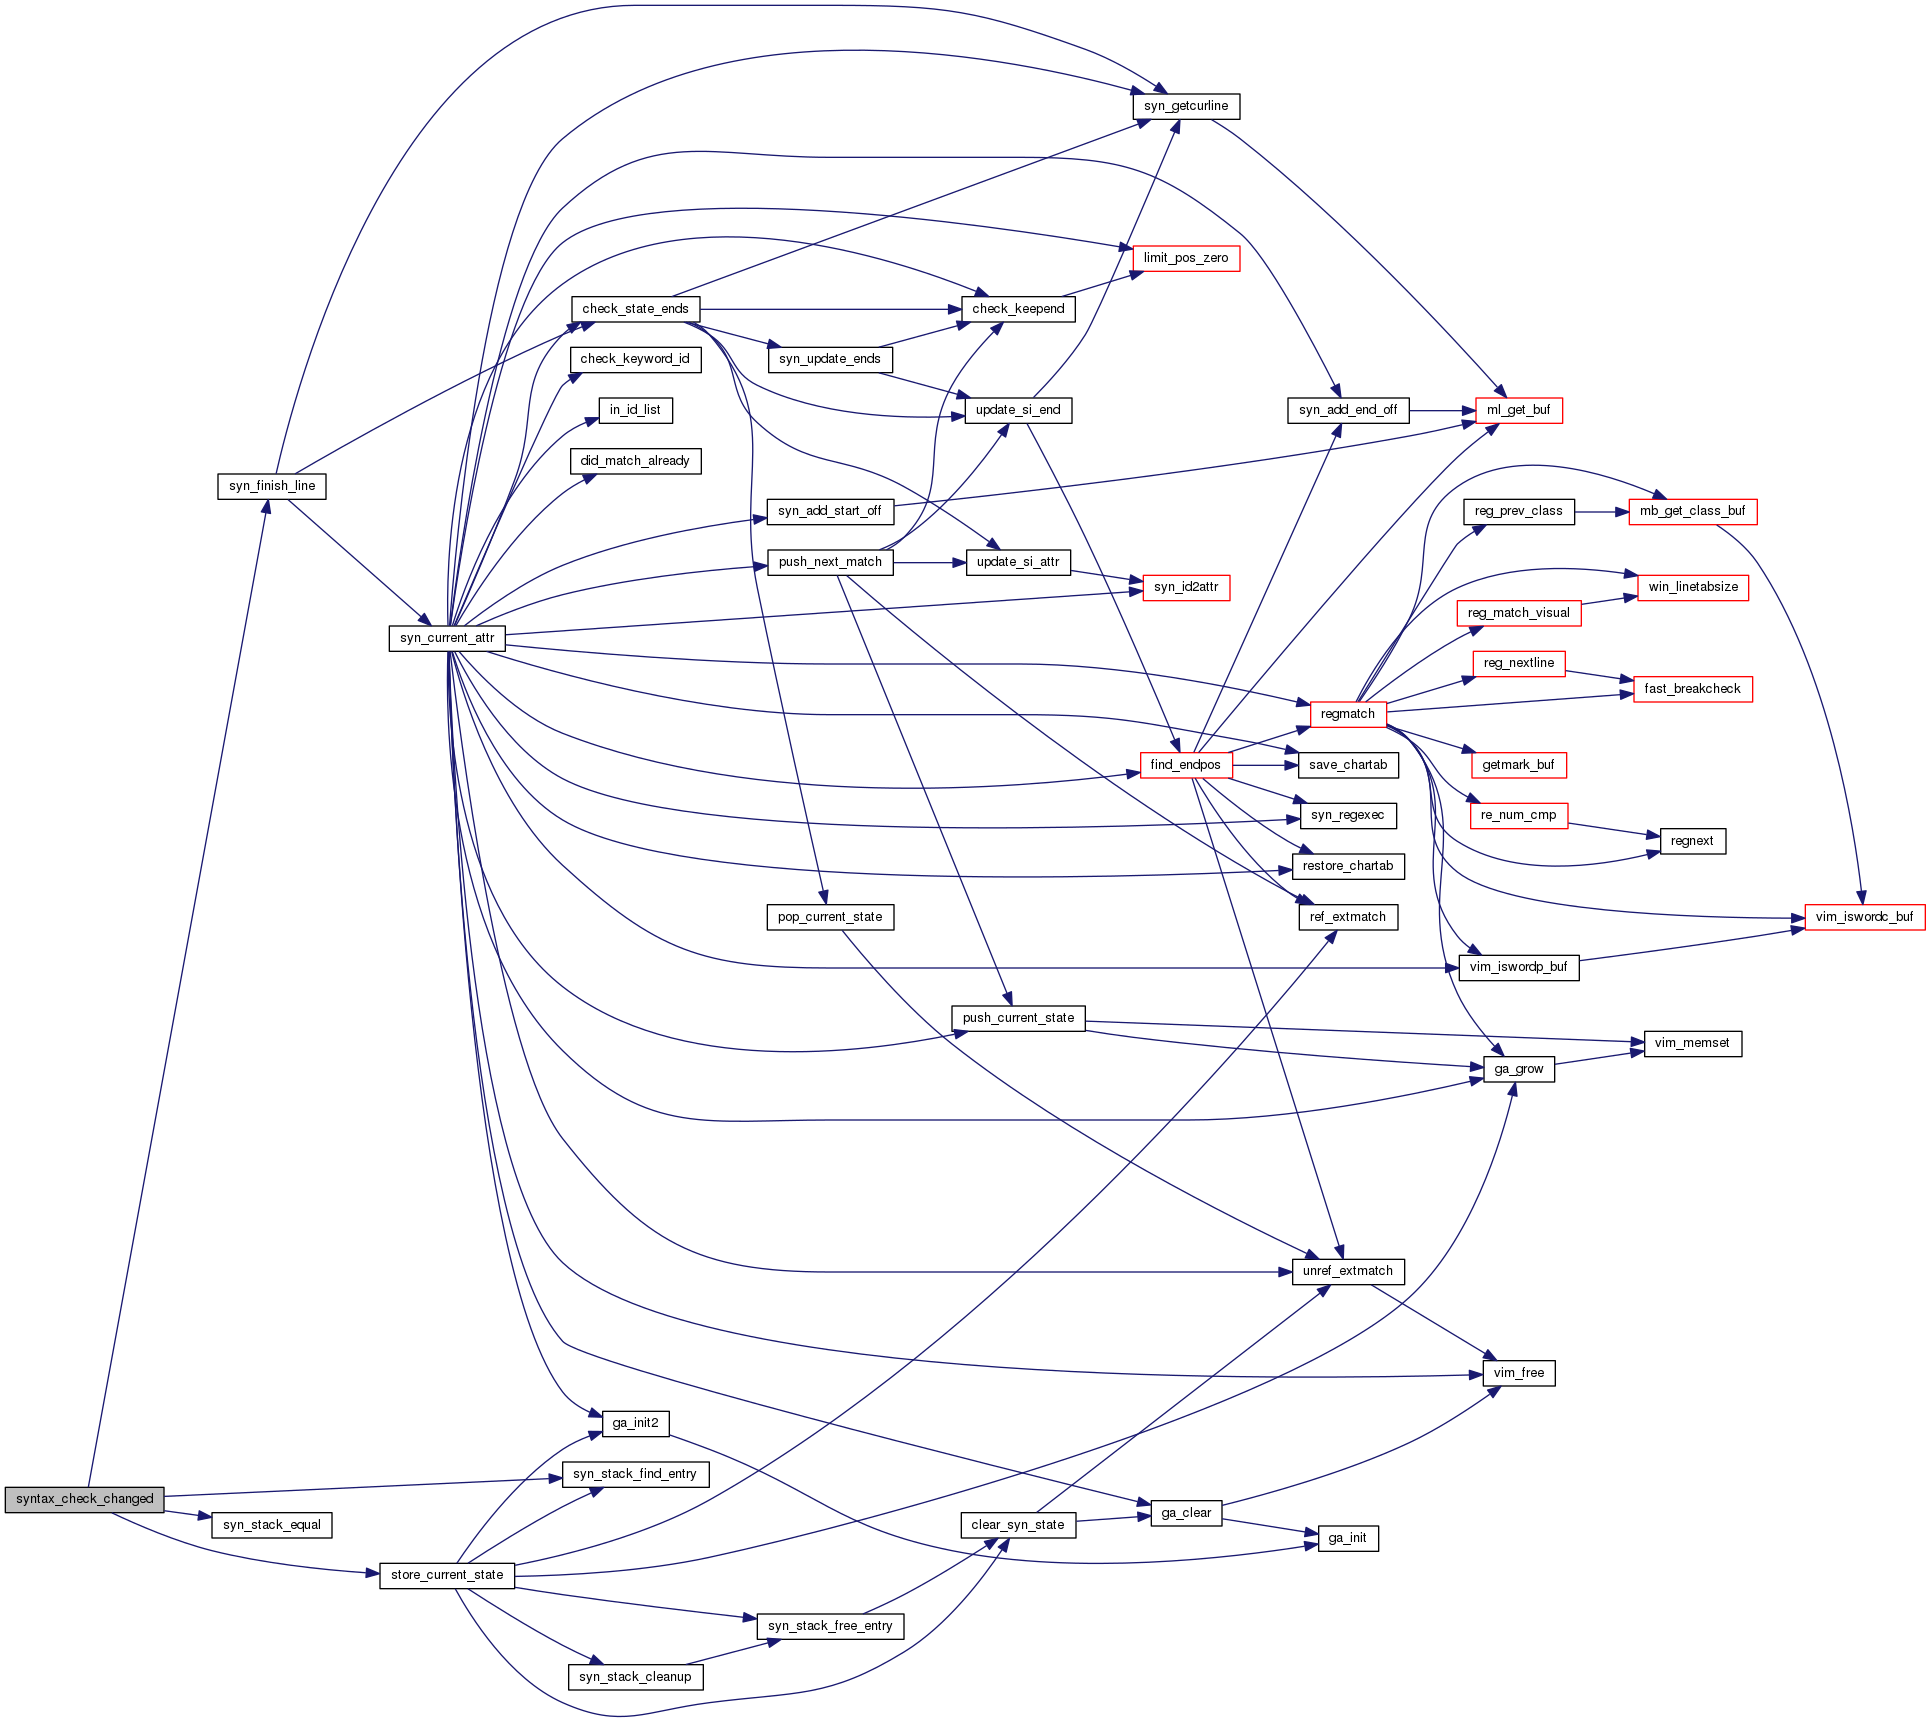 syn_getcurline
limit_pos_zero
check_state_ends
check_keepend
check_keyword_id
syn_update_ends
in_id_list
update_si_end
syn_add_end_off
ml_get_buf
did_match_already
syn_finish_line
syn_add_start_off
reg_prev_class
mb_get_class_buf
push_next_match
update_si_attr
syn_id2attr
win_linetabsize
reg_match_visual
syn_current_attr
reg_nextline
fast_breakcheck
regmatch
find_endpos
save_chartab
getmark_buf
syn_regexec
re_num_cmp
regnext
restore_chartab
pop_current_state
ref_extmatch
vim_iswordc_buf
vim_iswordp_buf
push_current_state
vim_memset
ga_grow
unref_extmatch
vim_free
ga_init2
syn_stack_find_entry
syntax_check_changed
syn_stack_equal
clear_syn_state
ga_clear
ga_init
store_current_state
syn_stack_free_entry
syn_stack_cleanup